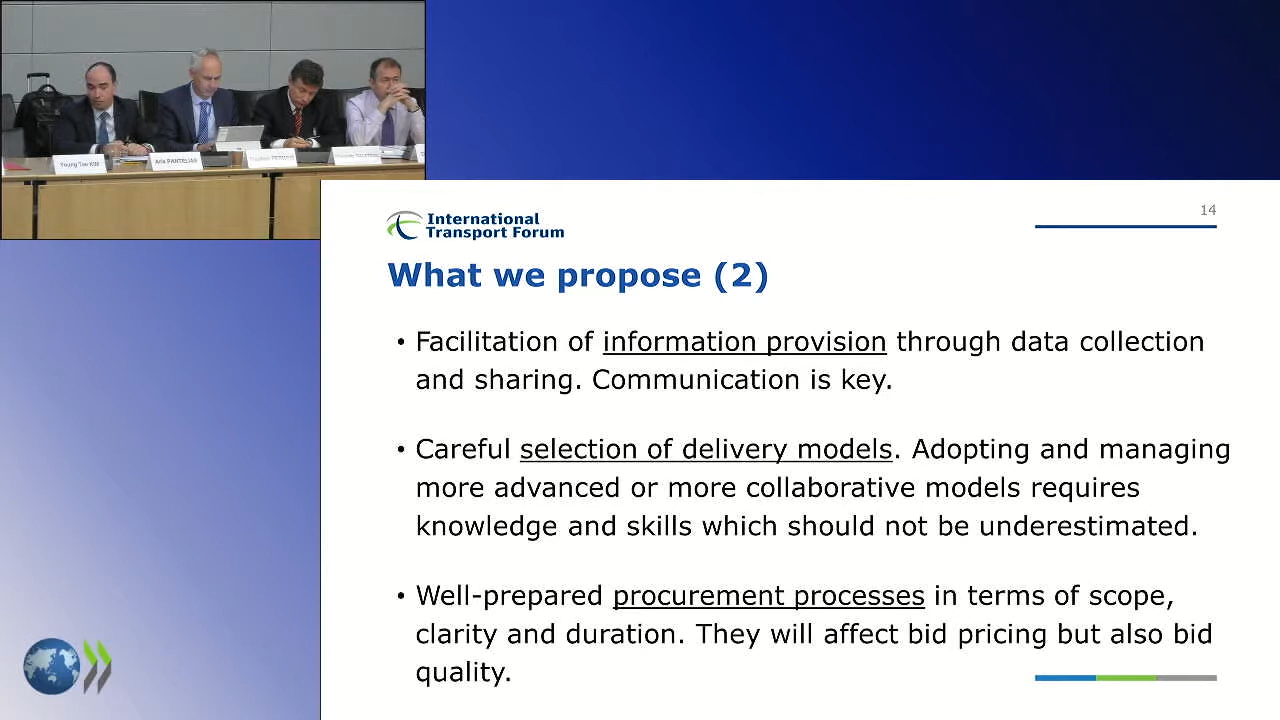 Young Tae KIM
Aris PANTELIAS
International
Transport Forum
14
What we propose (2)
• Facilitation of information provision through data collection
and sharing. Communication is key.
• Careful selection of delivery models. Adopting and managing
more advanced or more collaborative models requires
knowledge and skills which should not be underestimated.
• Well-prepared procurement processes in terms of scope,
clarity and duration. They will affect bid pricing but also bid
quality.